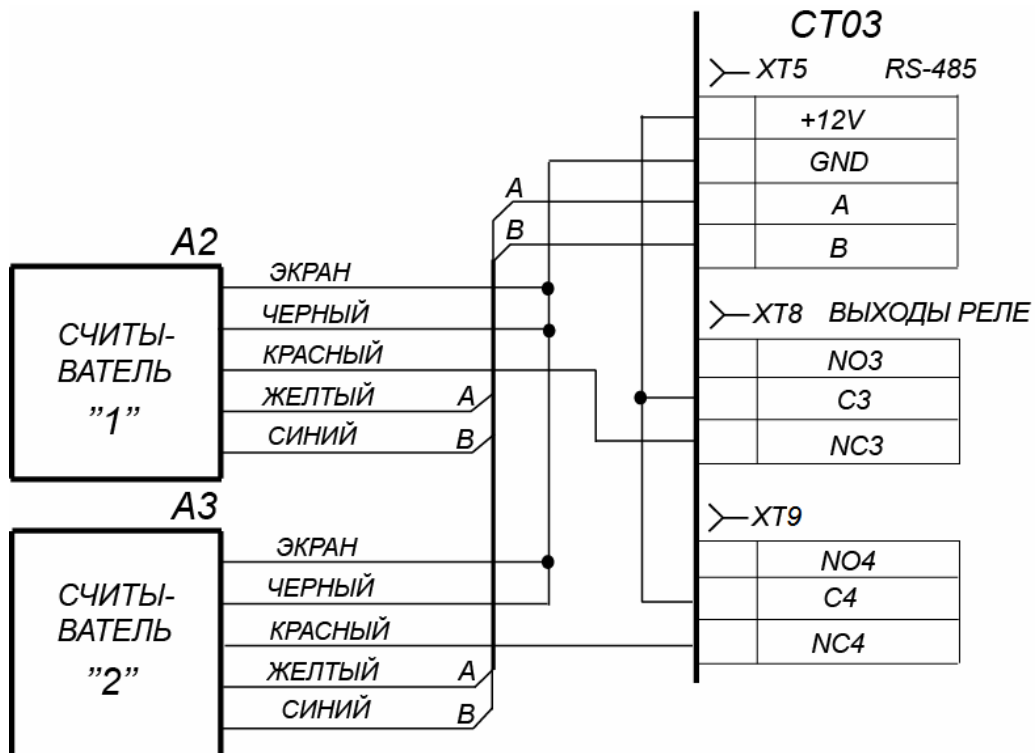 CT03
XT5 RS-485
+12V
GND
A
B
A
B
A2
СЧИТЫ-
ВАТЕЛЬ
"1"
ЭКРАН
ЧЕРНЫЙ
КРАСНЫЙ
ЖЕЛТЫЙ A
СИНИЙ B
XT8 ВЫХОДЫ РЕЛЕ
NO3
C3
NC3
A3
СЧИТЫ-
ВАТЕЛЬ
"2"
ЭКРАН
ЧЕРНЫЙ
КРАСНЫЙ
ЖЕЛТЫЙ A
СИНИЙ B
XT9
NO4
C4
NC4